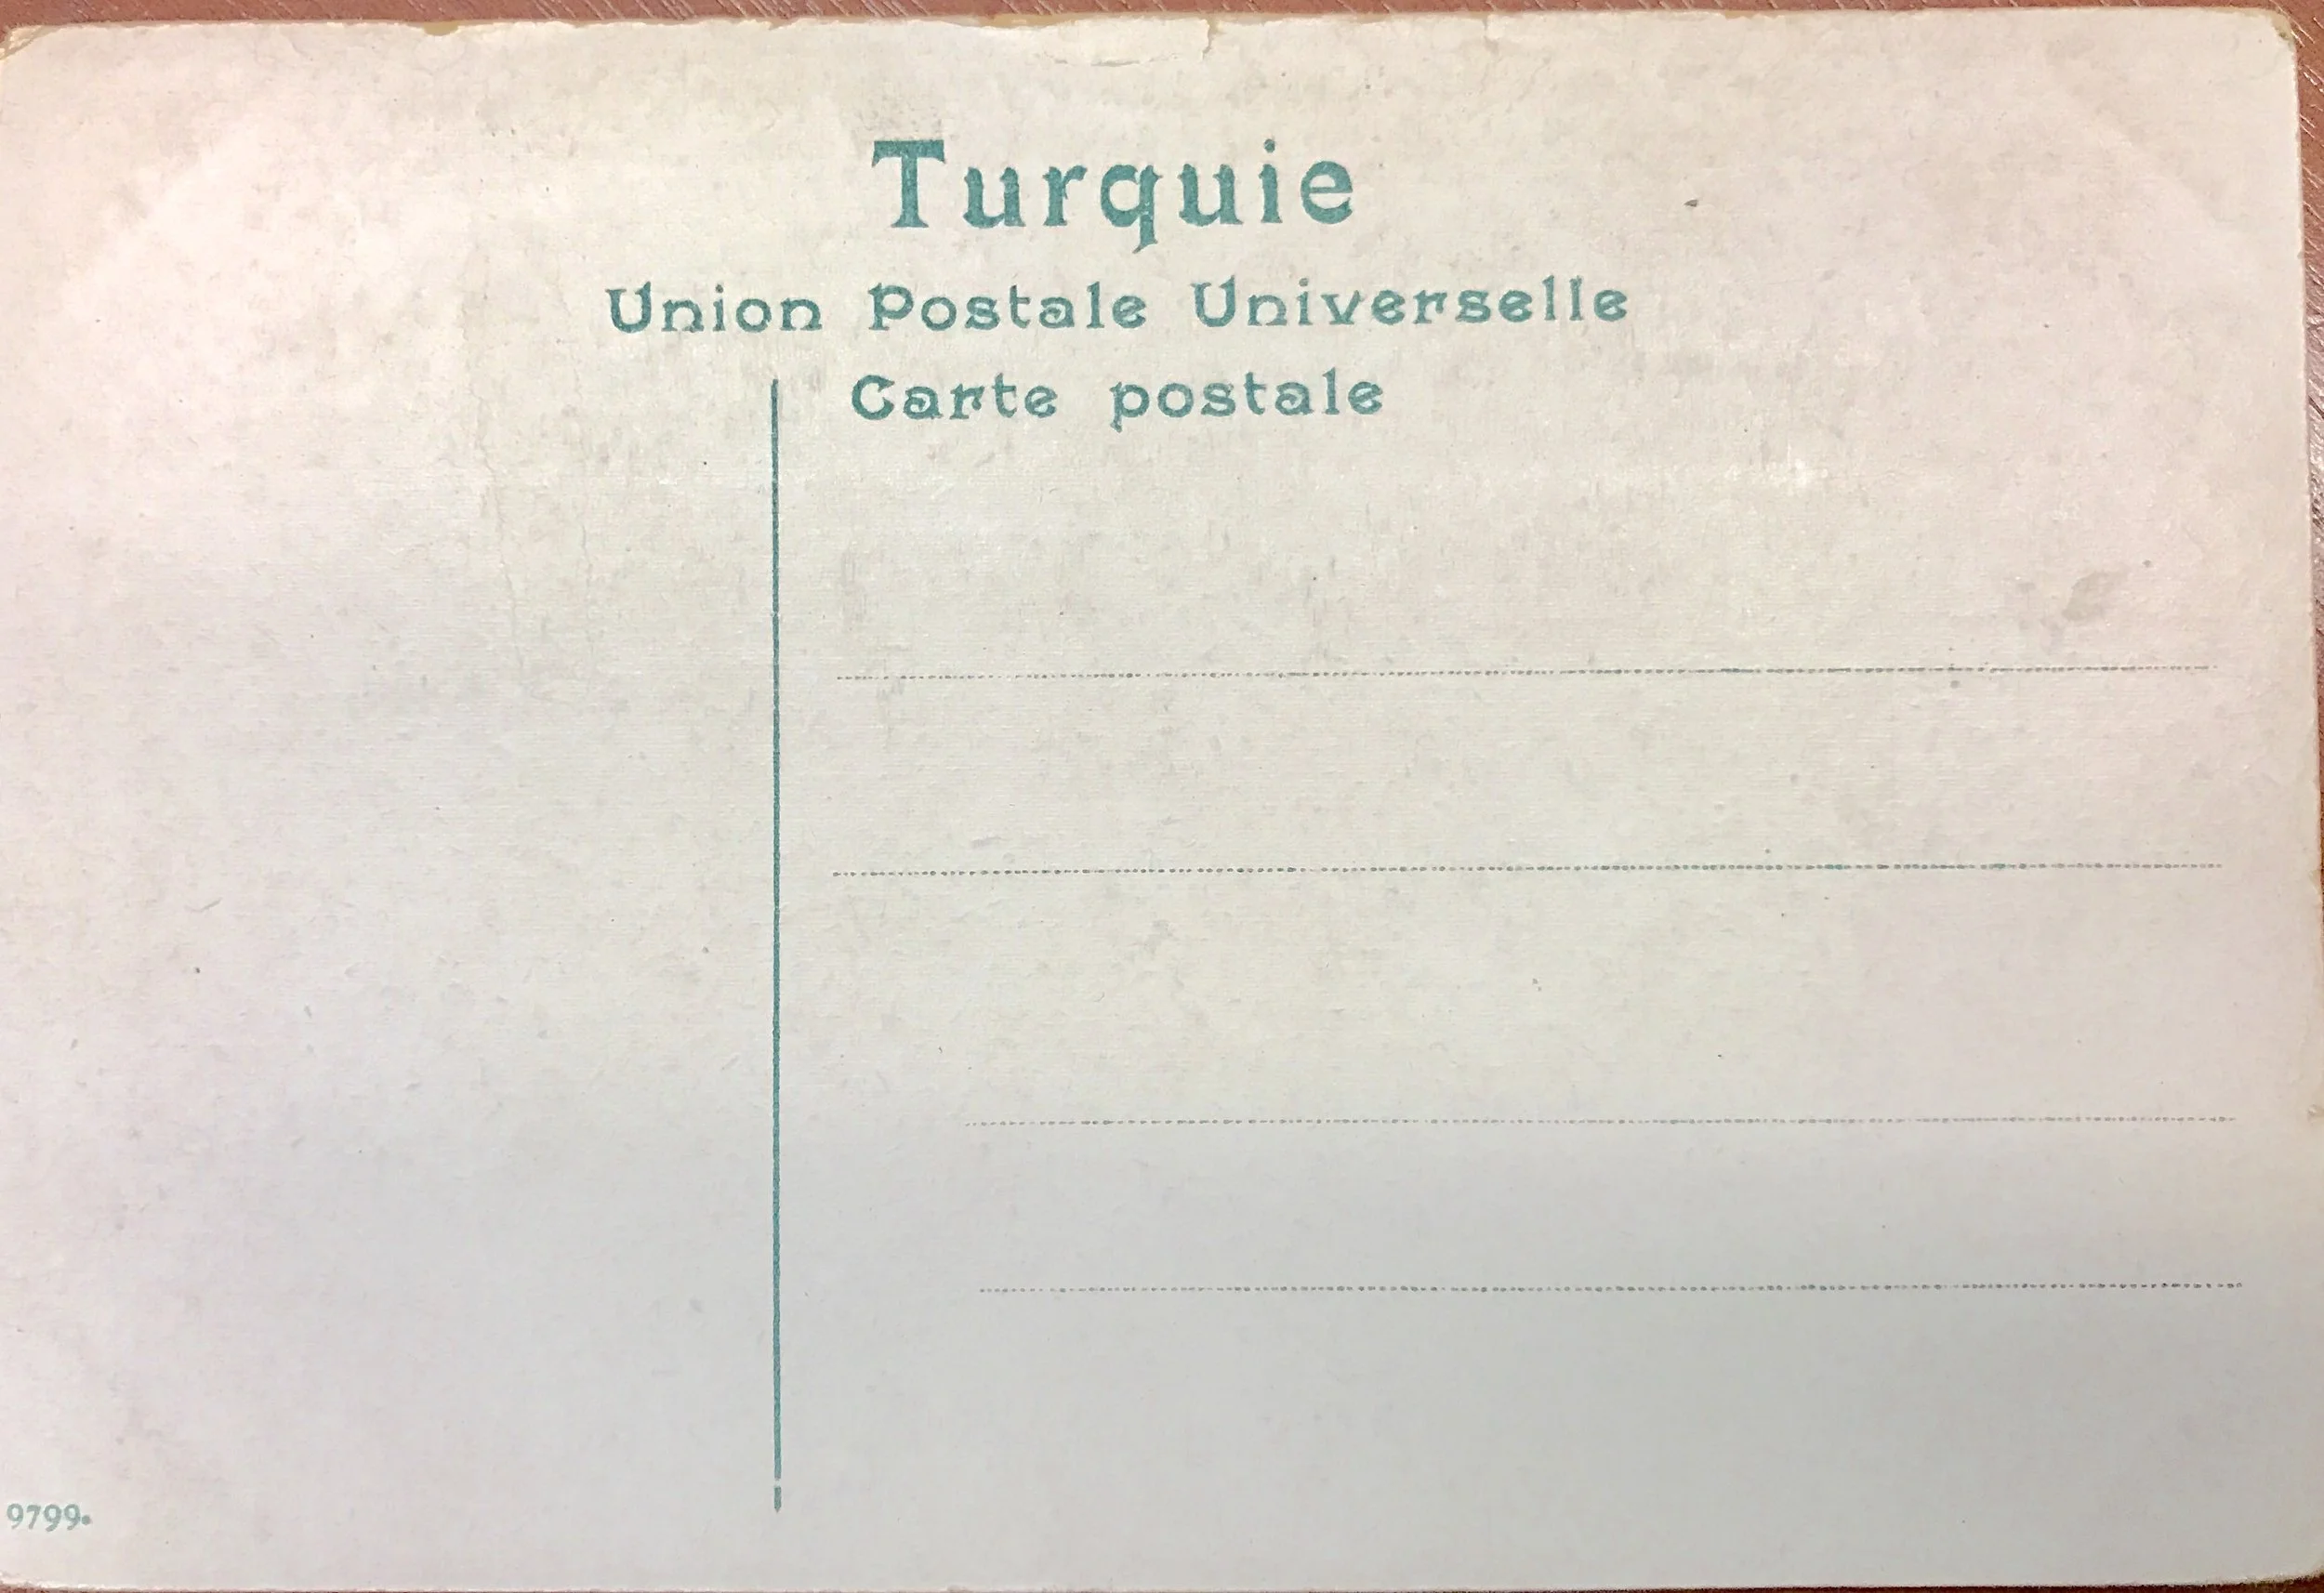 Turquie
Union Postale Universelle
Carte postale
9799.